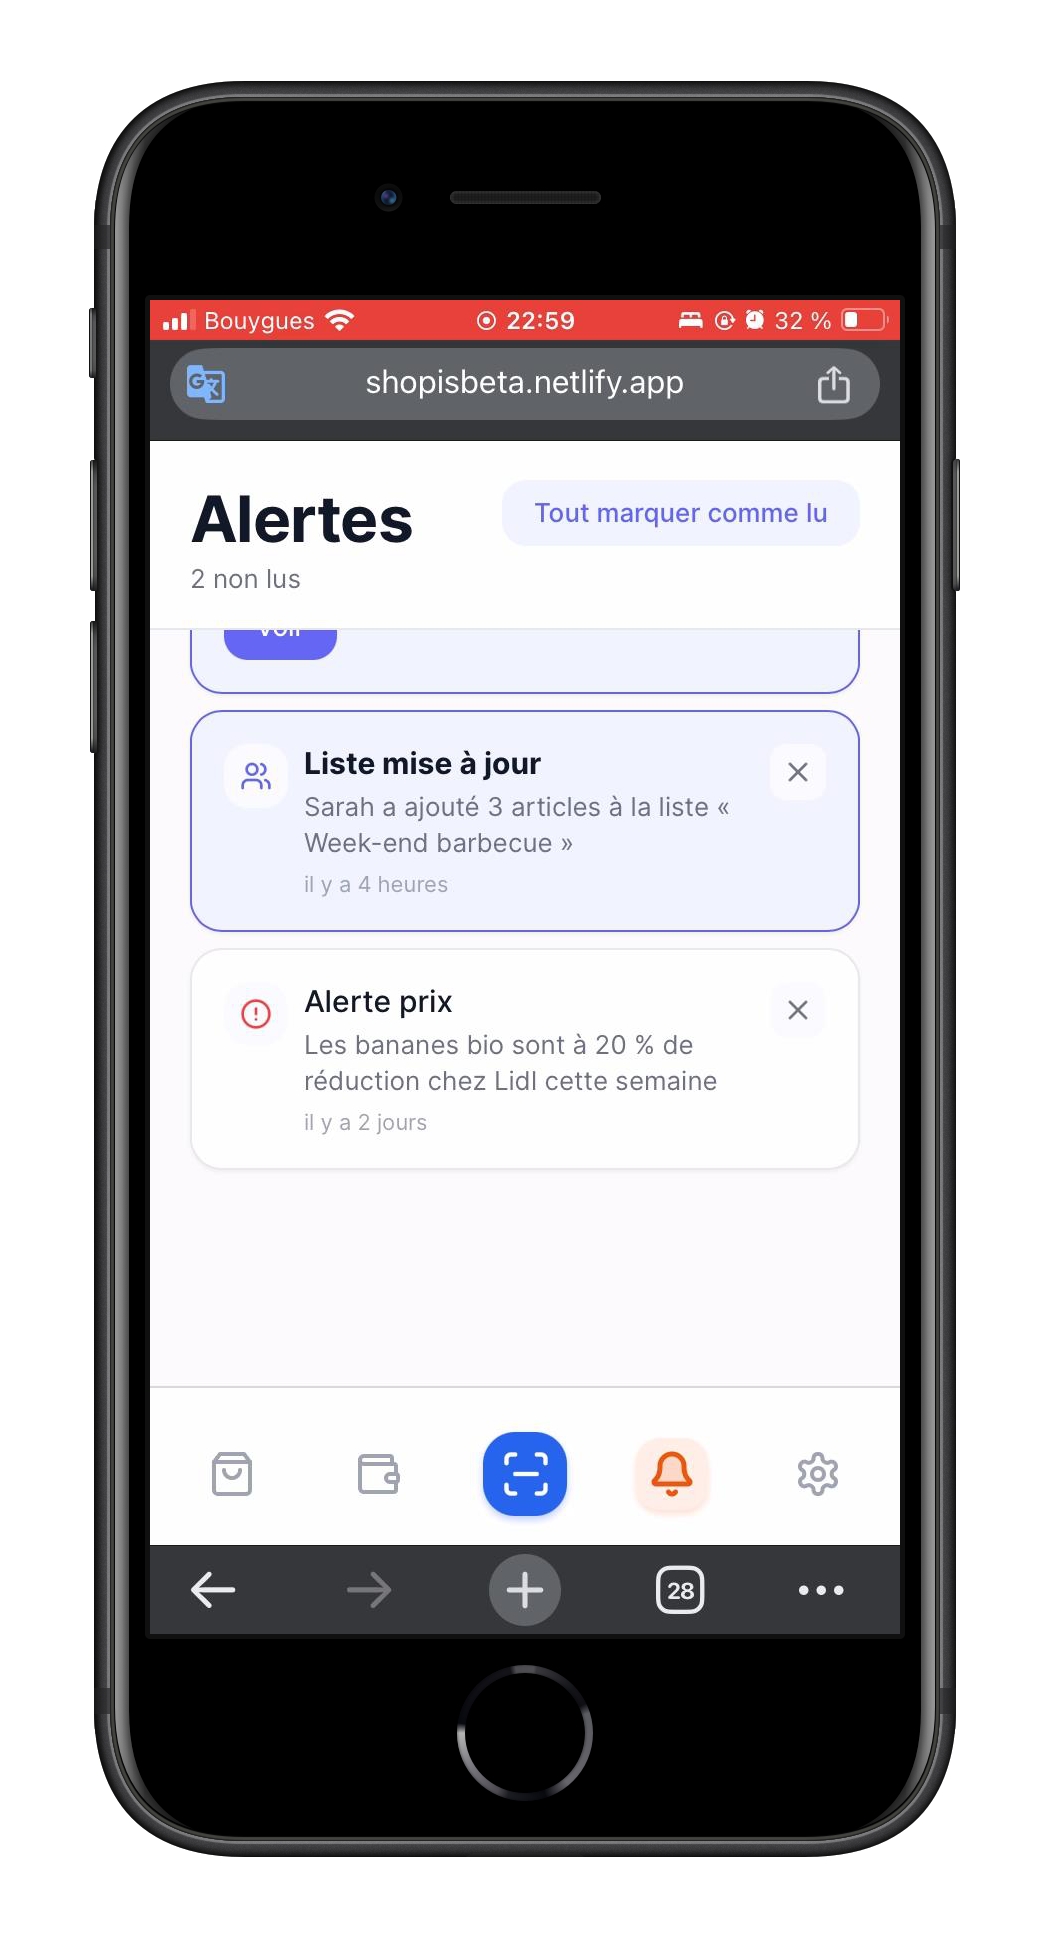 Bouygues 22:59 32 %
shopisbeta.netlify.app
Alertes
Tout marquer comme lu
2 non lus
Voir
Liste mise à jour
Sarah a ajouté 3 articles à la liste «
Week-end barbecue »
il y a 4 heures
Alerte prix
Les bananes bio sont à 20 % de
réduction chez Lidl cette semaine
il y a 2 jours
28